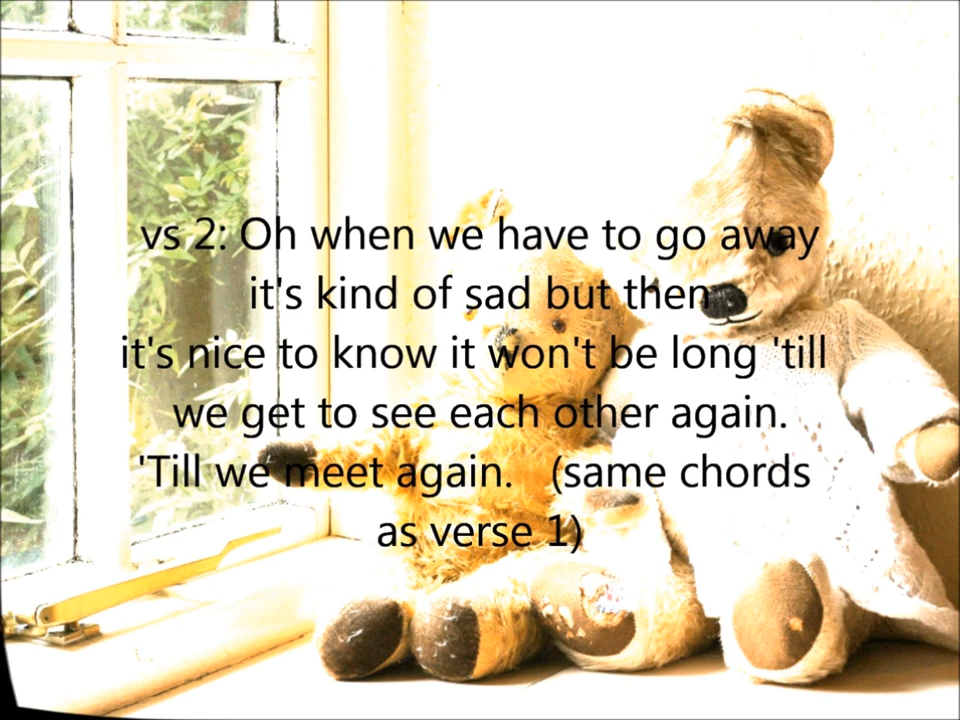 vs 2: Oh when we have to go away
it's kind of sad but then
it's nice to know it won't be long 'till
we get to see each other again.
'Till we meet again.   (same chords
as verse 1)